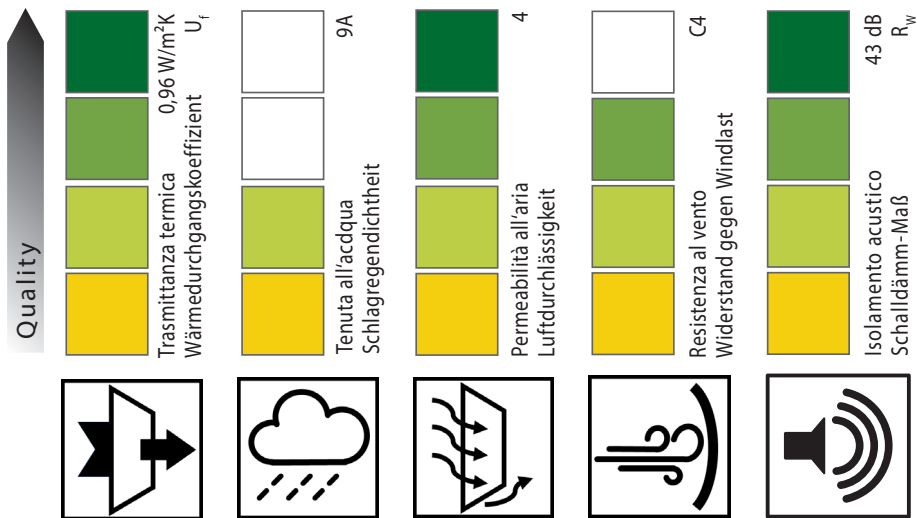 Quality
Trasmittanza termica
Wärmedurchgangskoeffizient
0,96 W/m²K
U_f
Tenuta all'acdqua
Schlagregendichtheit
9A
Permeabilità all'aria
Luftdurchlässigkeit
4
Resistenza al vento
Widerstand gegen Windlast
C4
Isolamento acustico
Schalldämm-Maß
43 dB
R_w